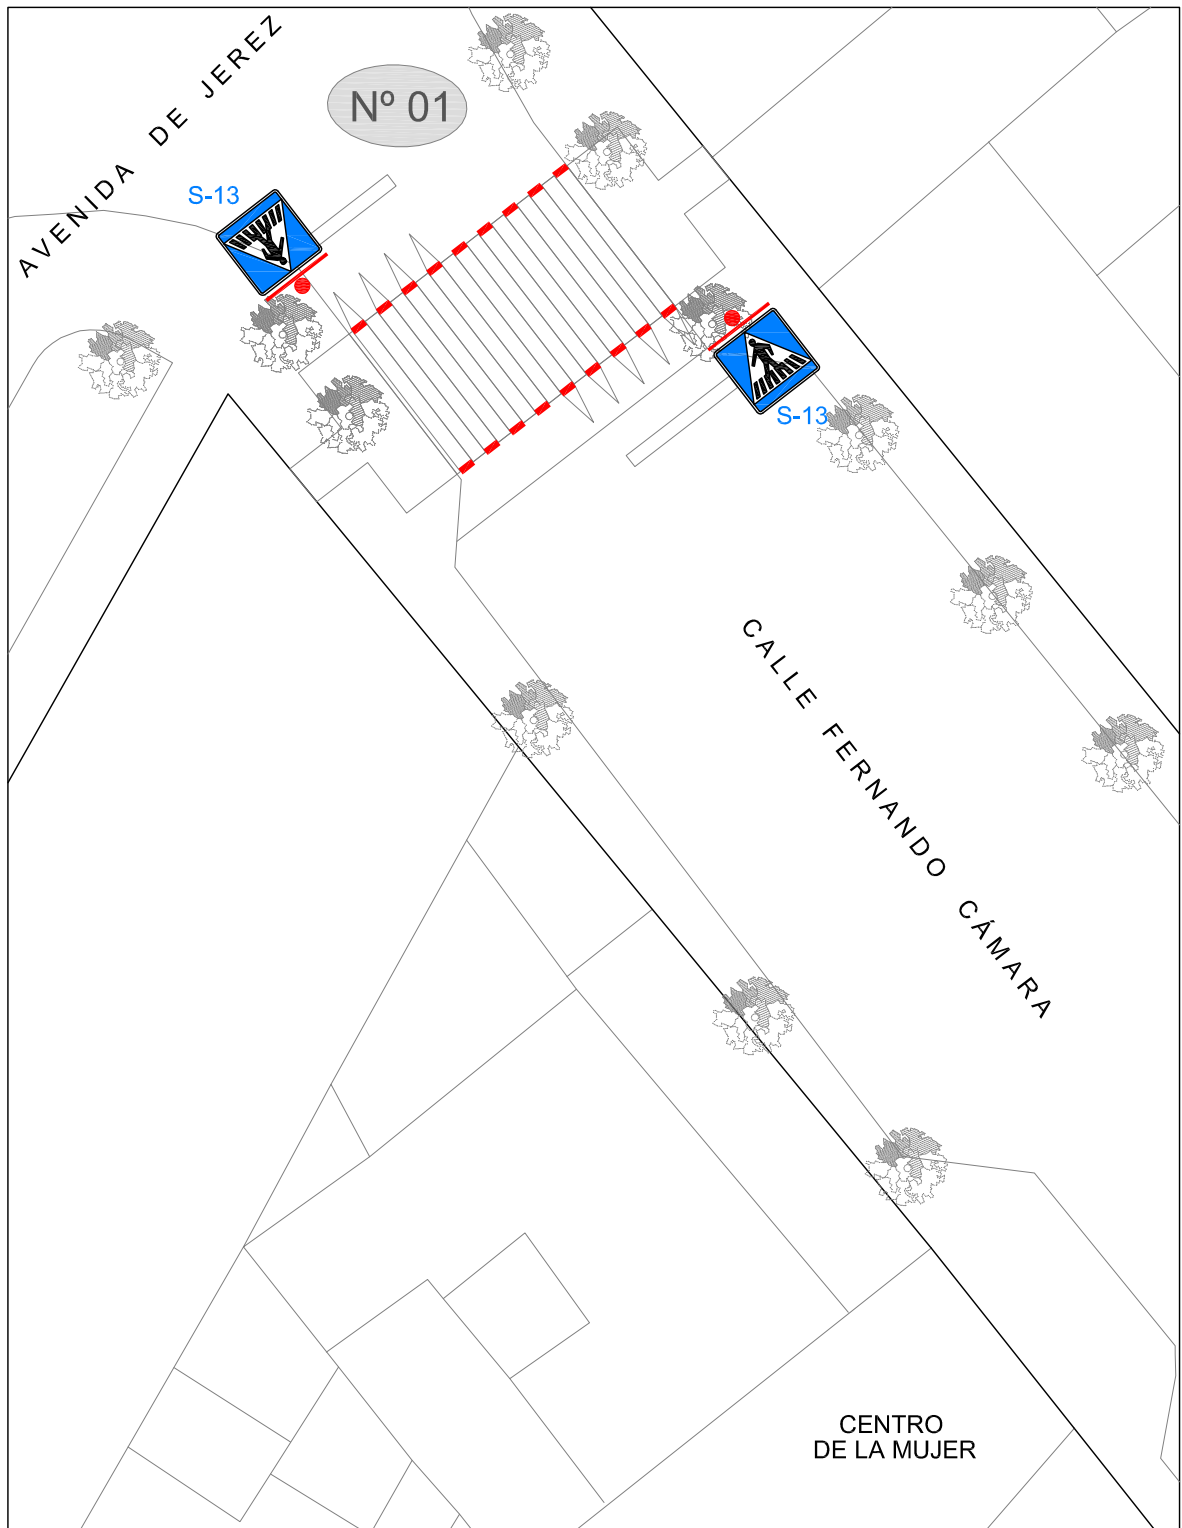 AVENIDA DE JEREZ
Nº 01
S-13
S-13
CALLE FERNANDO CÁMARA
CENTRO
DE LA MUJER